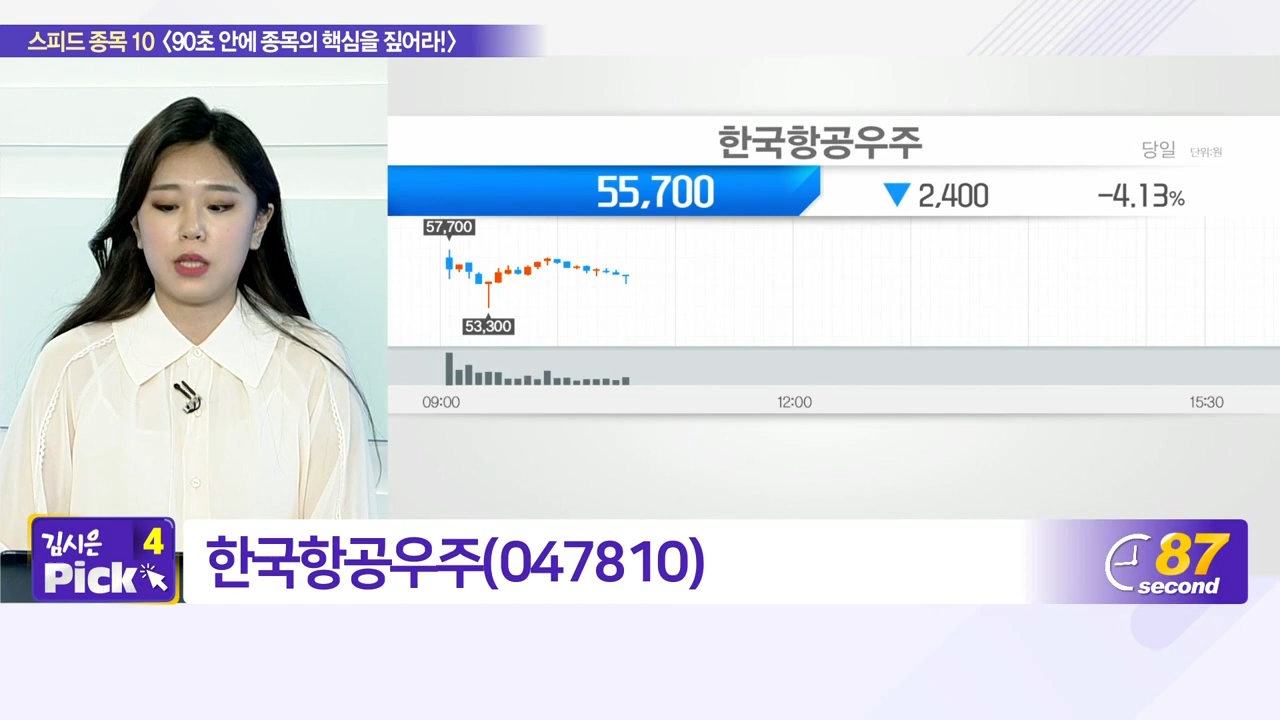 스피드 종목 10 〈90초 안에 종목의 핵심을 짚어라!〉
한국항공우주
당일 단위:원
55,700 ▼ 2,400 -4.13%
57,700
53,300
09:00 12:00 15:30
김시은 4
Pick
한국항공우주(047810)
87
second